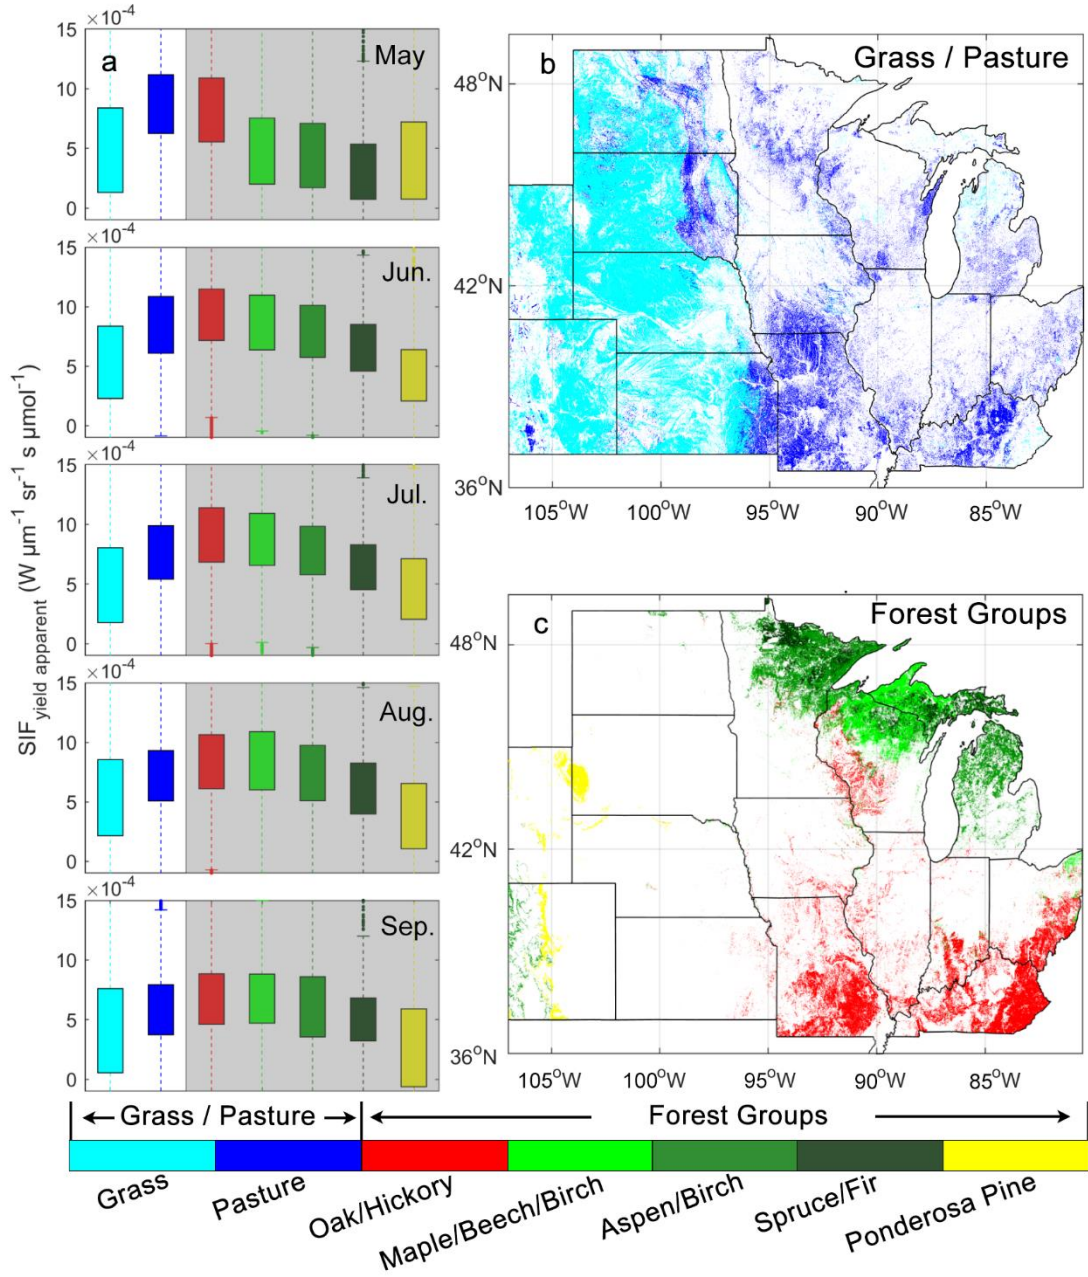 ×10⁻⁴
15
10
5
0
a
May
×10⁻⁴
15
10
5
0
Jun.
×10⁻⁴
15
10
5
0
Jul.
×10⁻⁴
15
10
5
0
Aug.
×10⁻⁴
15
10
5
0
Sep.
SIF yield apparent (W µm⁻¹ sr⁻¹ s µmol⁻¹)
b
Grass / Pasture
48°N
42°N
36°N
105°W 100°W 95°W 90°W 85°W
c
Forest Groups
48°N
42°N
36°N
105°W 100°W 95°W 90°W 85°W
Grass / Pasture
Forest Groups
Grass
Pasture
Oak/Hickory
Maple/Beech/Birch
Aspen/Birch
Spruce/Fir
Ponderosa Pine